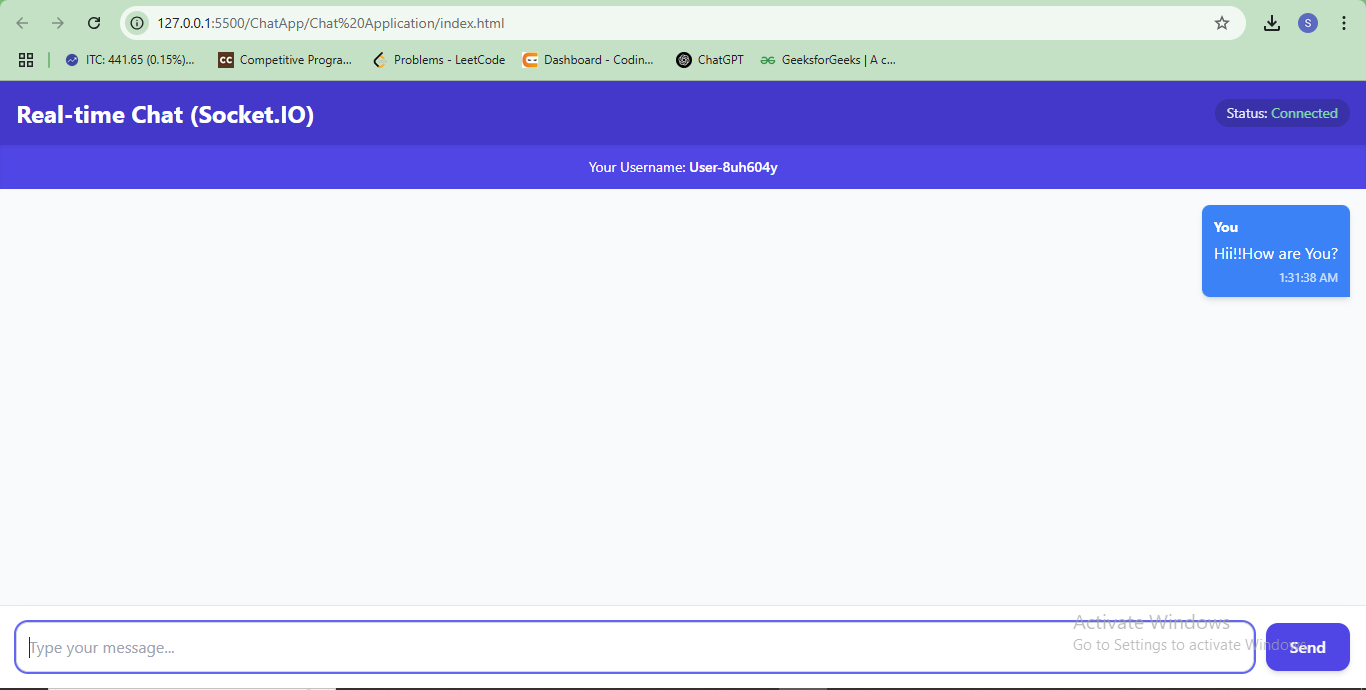 127.0.0.1:5500/ChatApp/Chat%20Application/index.html
S
ITC: 441.65 (0.15%)...
CC Competitive Progra...
Problems - LeetCode
Dashboard - Codin...
ChatGPT
GeeksforGeeks | A c...
Real-time Chat (Socket.IO)
Status: Connected
Your Username: User-8uh604y
You
Hii!!How are You?
1:31:38 AM
Activate Windows
Go to Settings to activate Windows.
Type your message...
Send